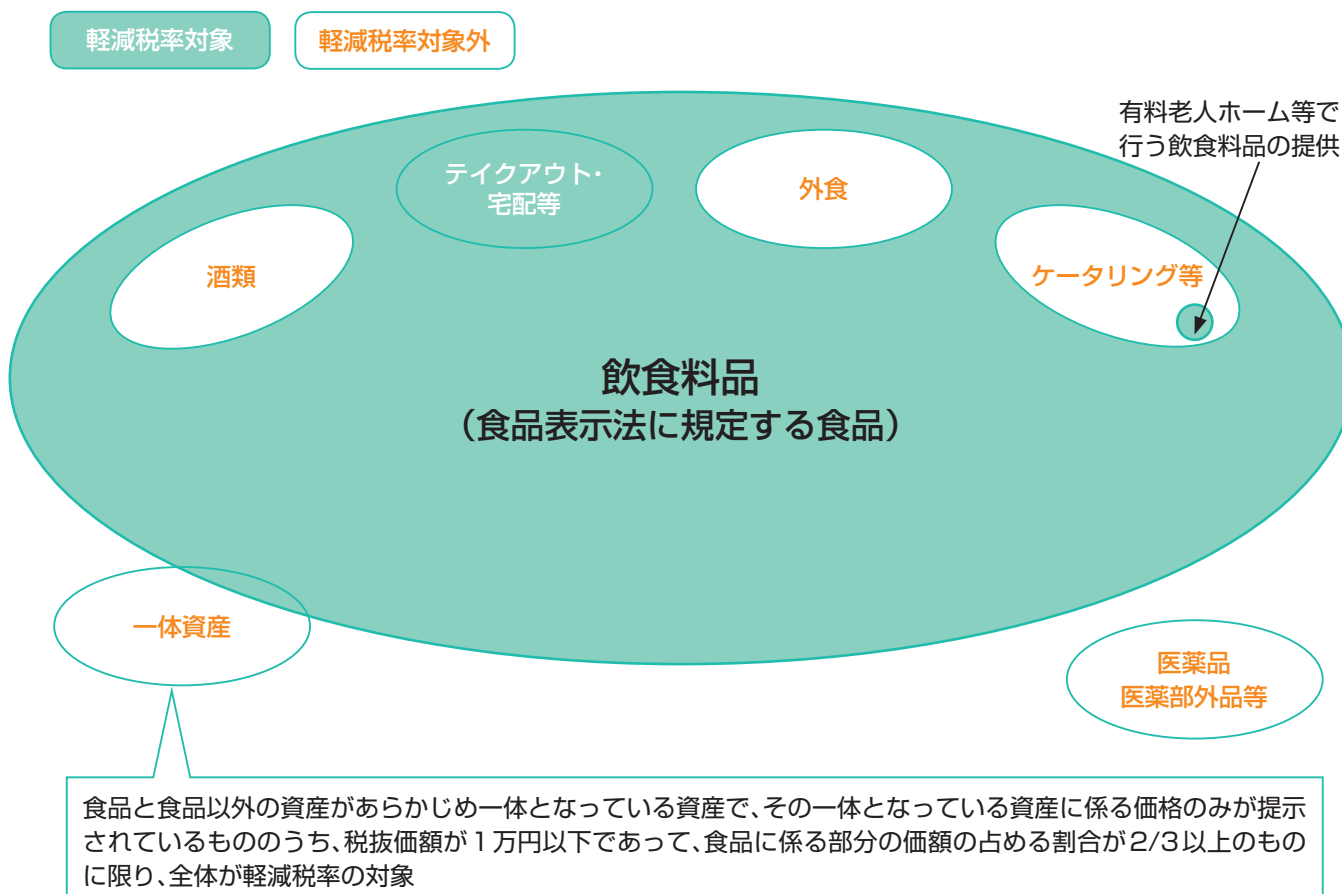 軽減税率対象
軽減税率対象外
有料老人ホーム等で
行う飲食料品の提供
テイクアウト・
宅配等
外食
酒類
ケータリング等
飲食料品
（食品表示法に規定する食品）
一体資産
医薬品
医薬部外品等
食品と食品以外の資産があらかじめ一体となっている資産で、その一体となっている資産に係る価格のみが提示
されているもののうち、税抜価額が1万円以下であって、食品に係る部分の価額の占める割合が2/3以上のもの
に限り、全体が軽減税率の対象